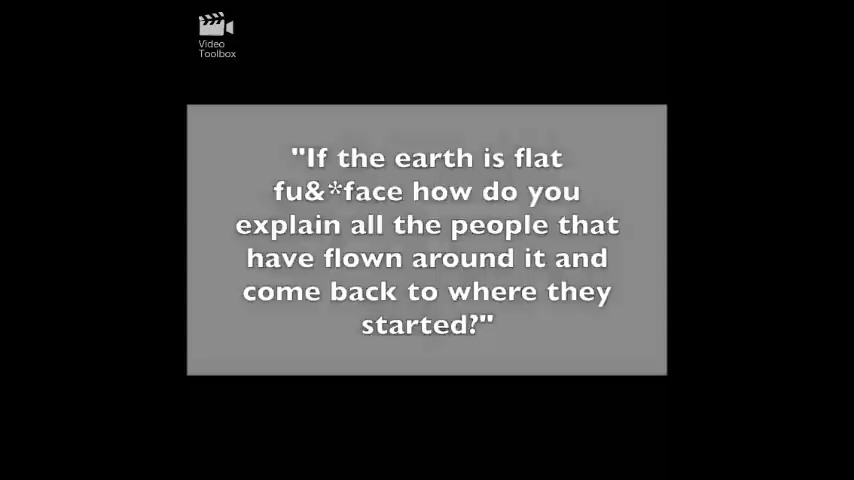 Video
Toolbox
"If the earth is flat
fu&*face how do you
explain all the people that
have flown around it and
come back to where they
started?"